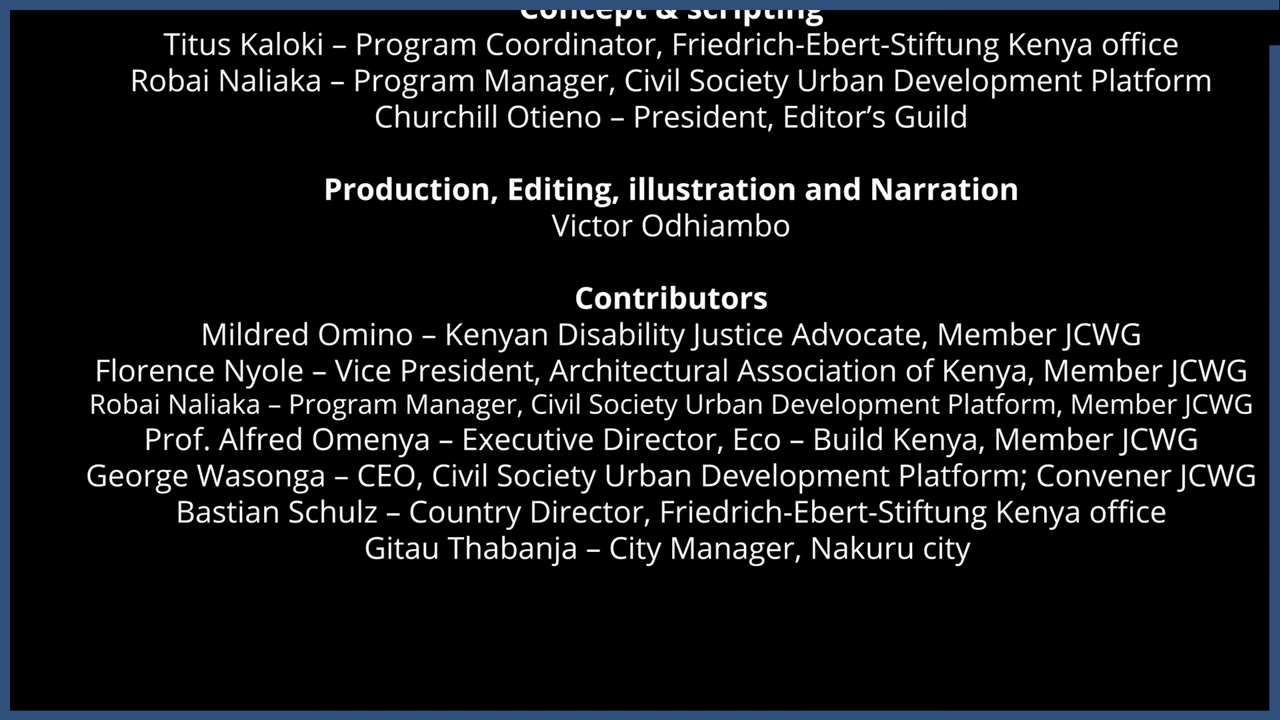 Concept & scripting
Titus Kaloki – Program Coordinator, Friedrich-Ebert-Stiftung Kenya office
Robai Naliaka – Program Manager, Civil Society Urban Development Platform
Churchill Otieno – President, Editor’s Guild
Production, Editing, illustration and Narration
Victor Odhiambo
Contributors
Mildred Omino – Kenyan Disability Justice Advocate, Member JCWG
Florence Nyole – Vice President, Architectural Association of Kenya, Member JCWG
Robai Naliaka – Program Manager, Civil Society Urban Development Platform, Member JCWG
Prof. Alfred Omenya – Executive Director, Eco – Build Kenya, Member JCWG
George Wasonga – CEO, Civil Society Urban Development Platform; Convener JCWG
Bastian Schulz – Country Director, Friedrich-Ebert-Stiftung Kenya office
Gitau Thabanja – City Manager, Nakuru city